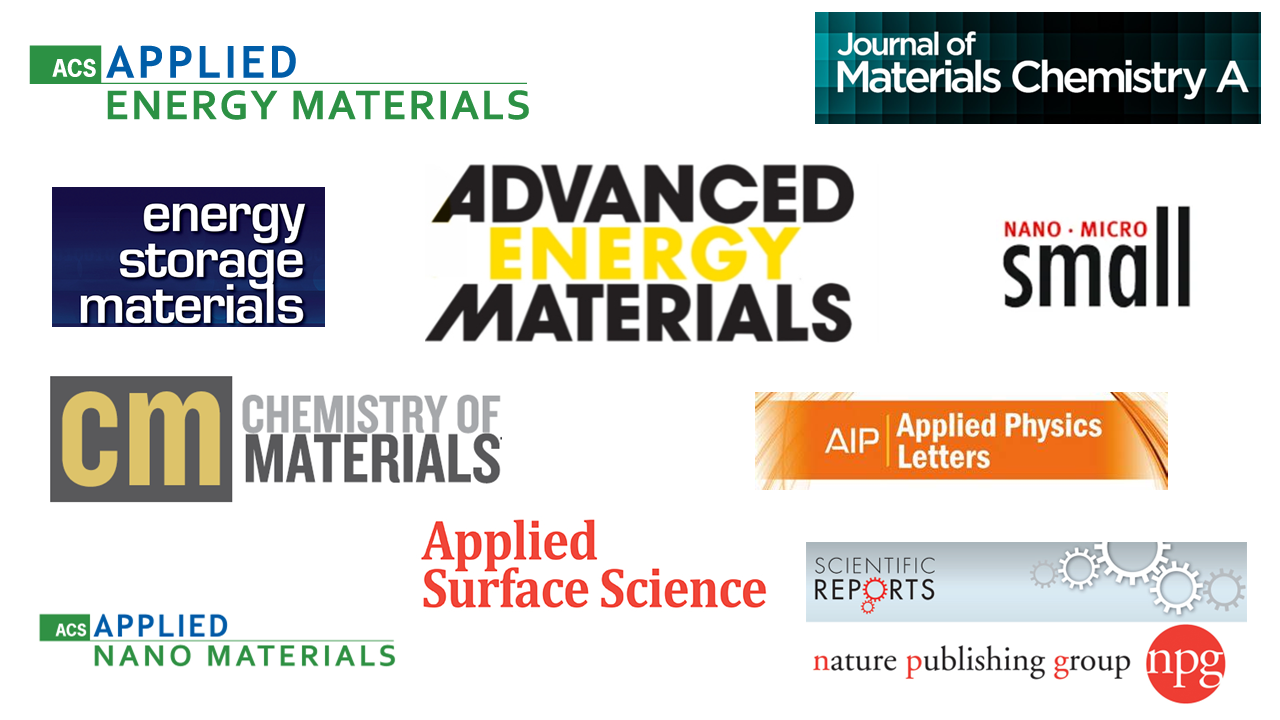 ACS APPLIED
ENERGY MATERIALS
Journal of
Materials Chemistry A
energy
storage
materials
ADVANCED
ENERGY
MATERIALS
NANO · MICRO
small
cm
CHEMISTRY OF
MATERIALS
AIP
Applied Physics
Letters
Applied
Surface Science
SCIENTIFIC
REPORTS
ACS APPLIED
NANO MATERIALS
nature publishing group npg